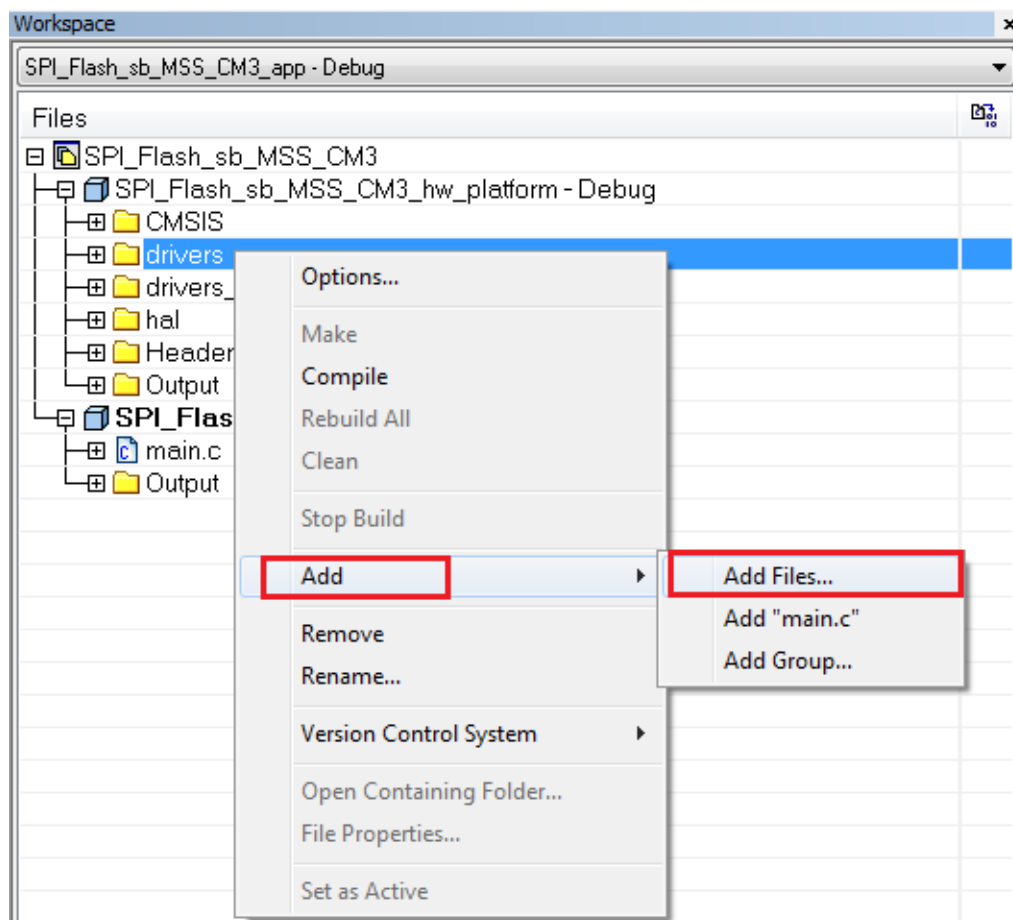 Workspace
SPI_Flash_sb_MSS_CM3_app - Debug
Files
SPI_Flash_sb_MSS_CM3
SPI_Flash_sb_MSS_CM3_hw_platform - Debug
CMSIS
drivers
drivers_
hal
Header
Output
SPI_Flas
main.c
Output
Options...
Make
Compile
Rebuild All
Clean
Stop Build
Add
Remove
Rename...
Version Control System
Open Containing Folder...
File Properties...
Set as Active
Add Files...
Add "main.c"
Add Group...